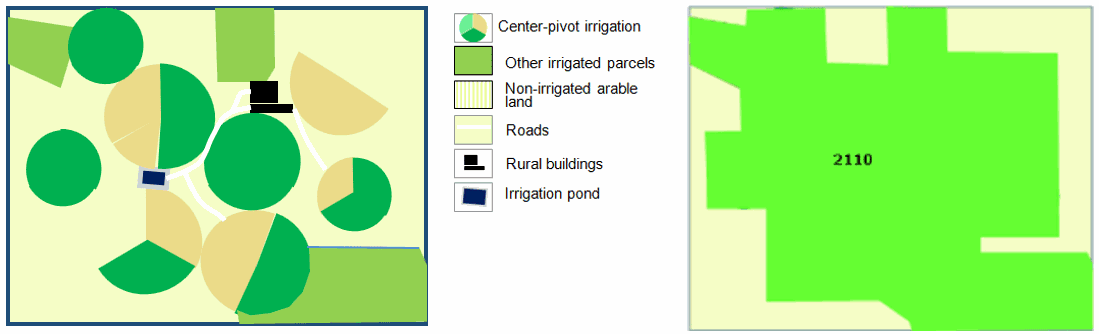 Center-pivot irrigation
Other irrigated parcels
Non-irrigated arable
land
Roads
Rural buildings
Irrigation pond
2110